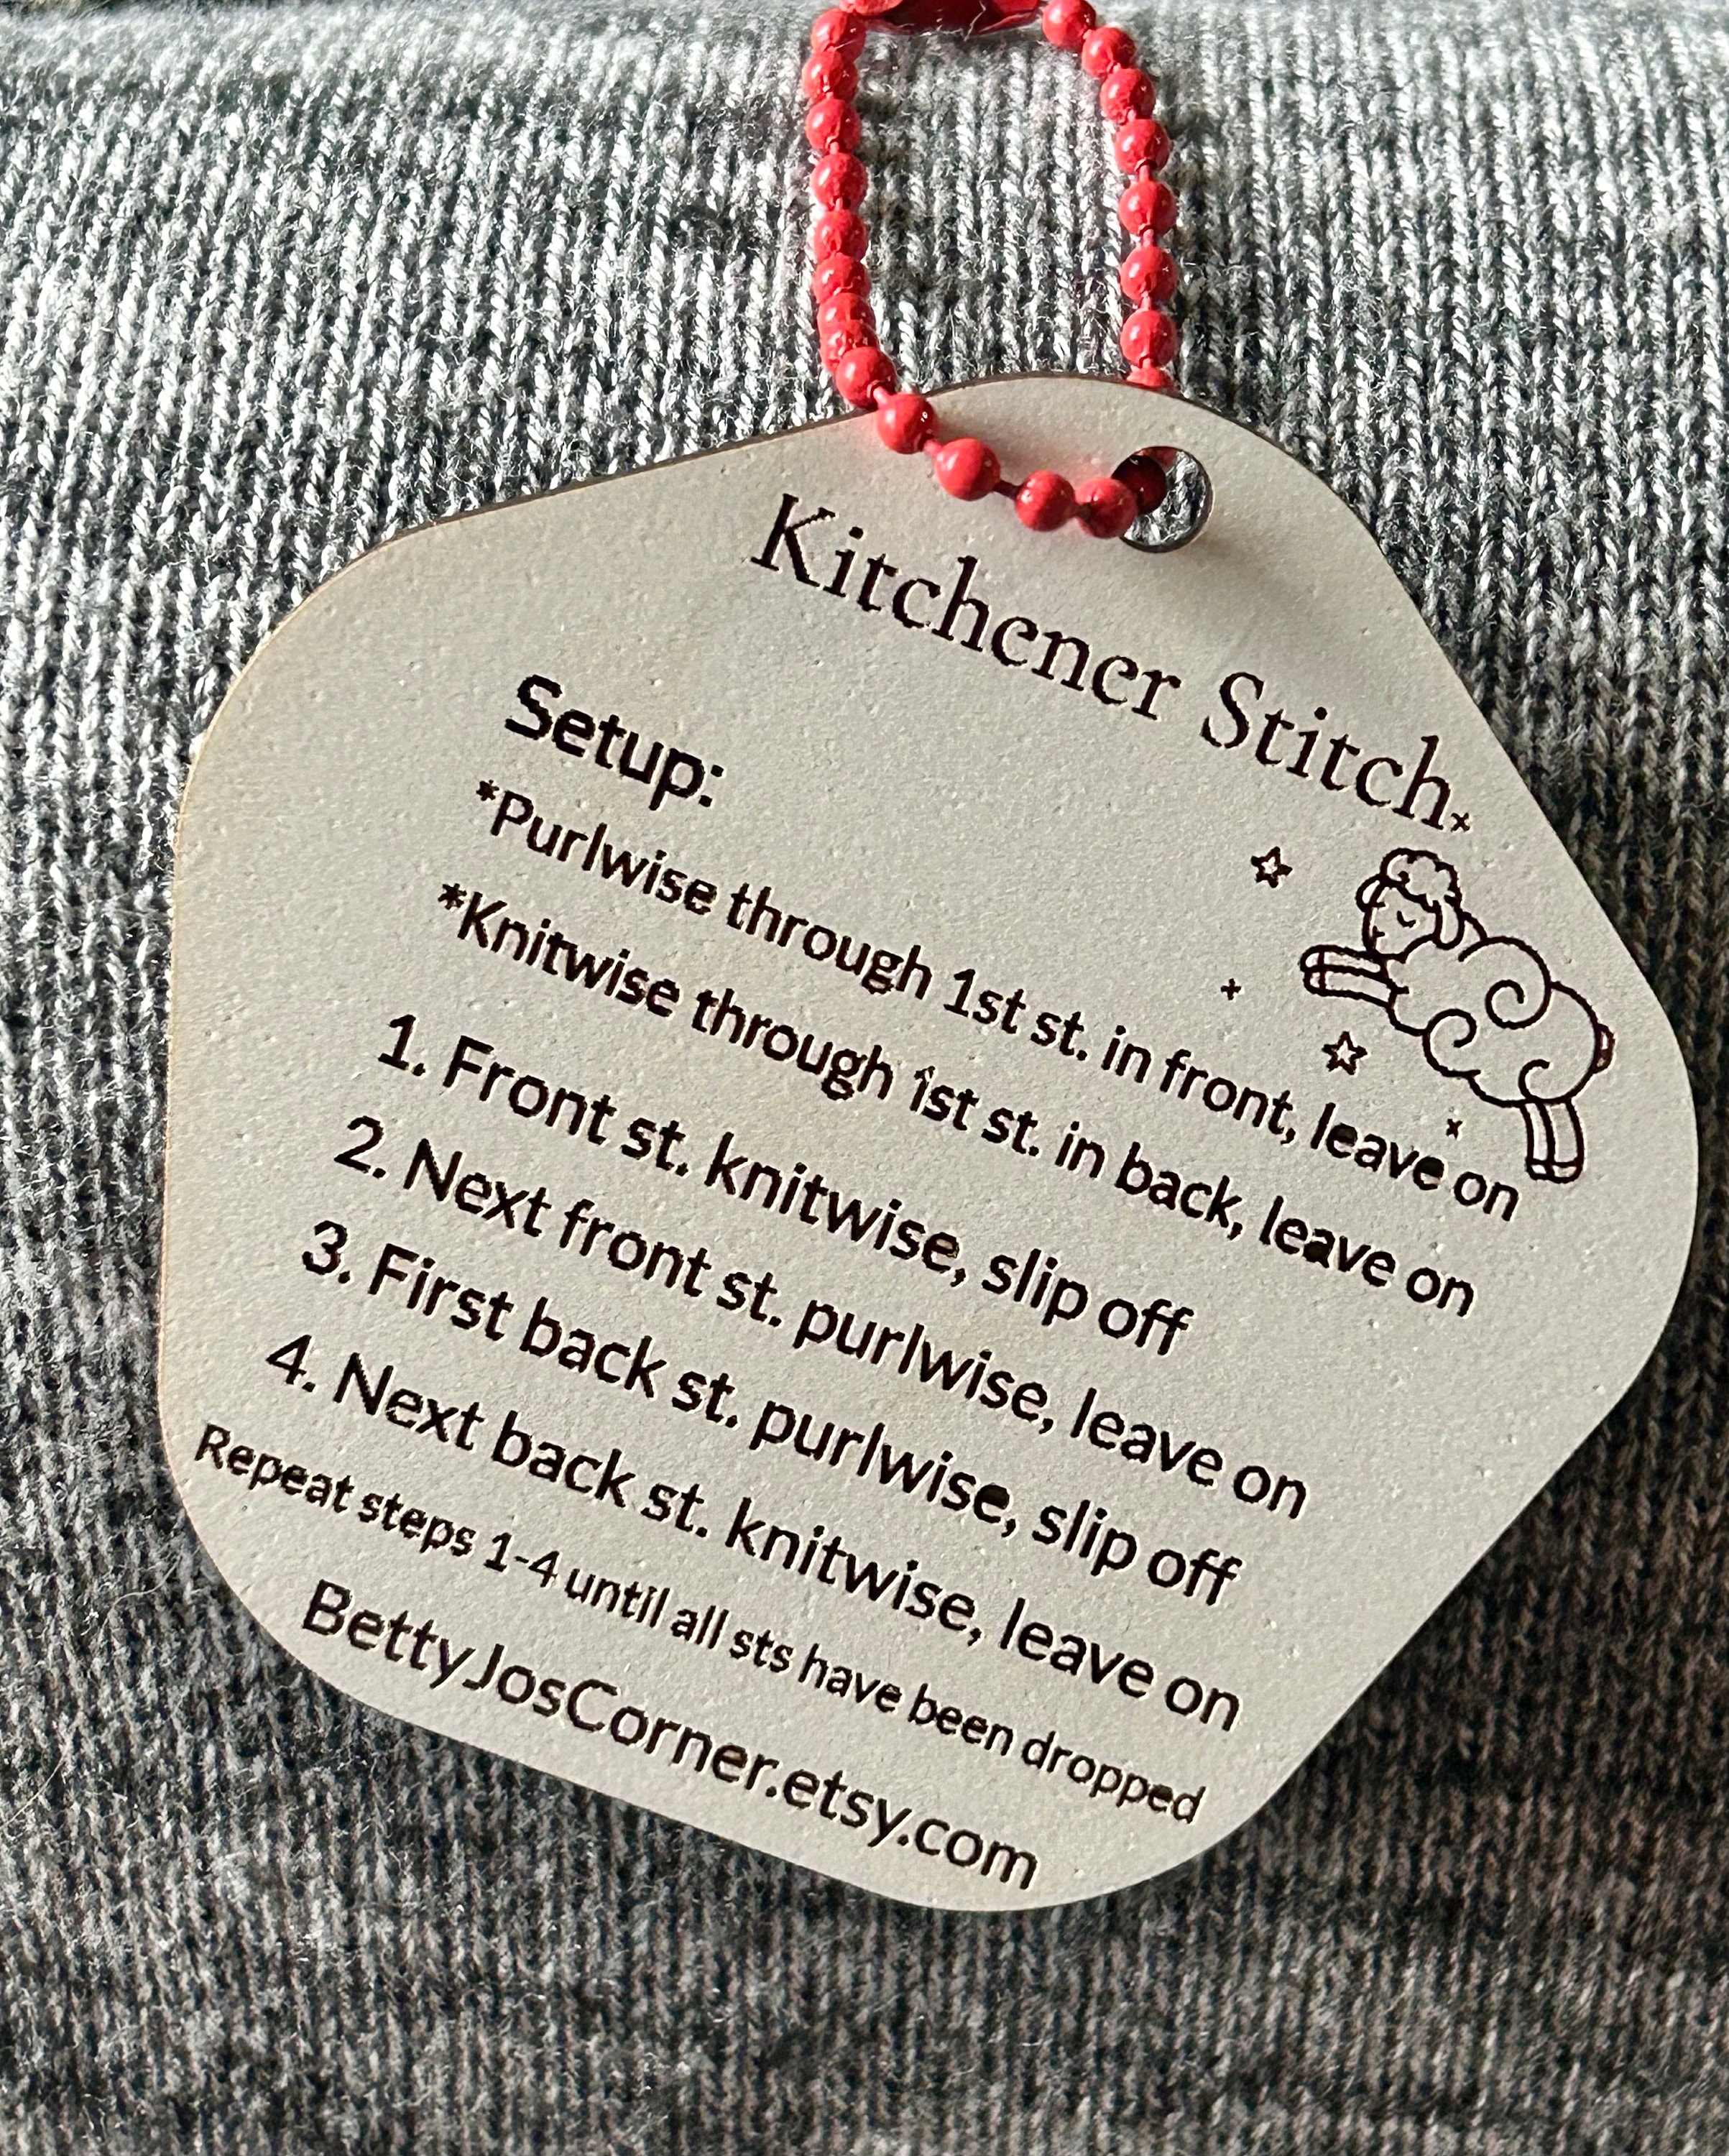 Kitchener Stitch
Setup:
*Purlwise through 1st st. in front, leave on
*Knitwise through 1st st. in back, leave on
1. Front st. knitwise, slip off
2. Next front st. purlwise, leave on
3. First back st. purlwise, slip off
4. Next back st. knitwise, leave on
Repeat steps 1-4 until all sts have been dropped
BettyJosCorner.etsy.com